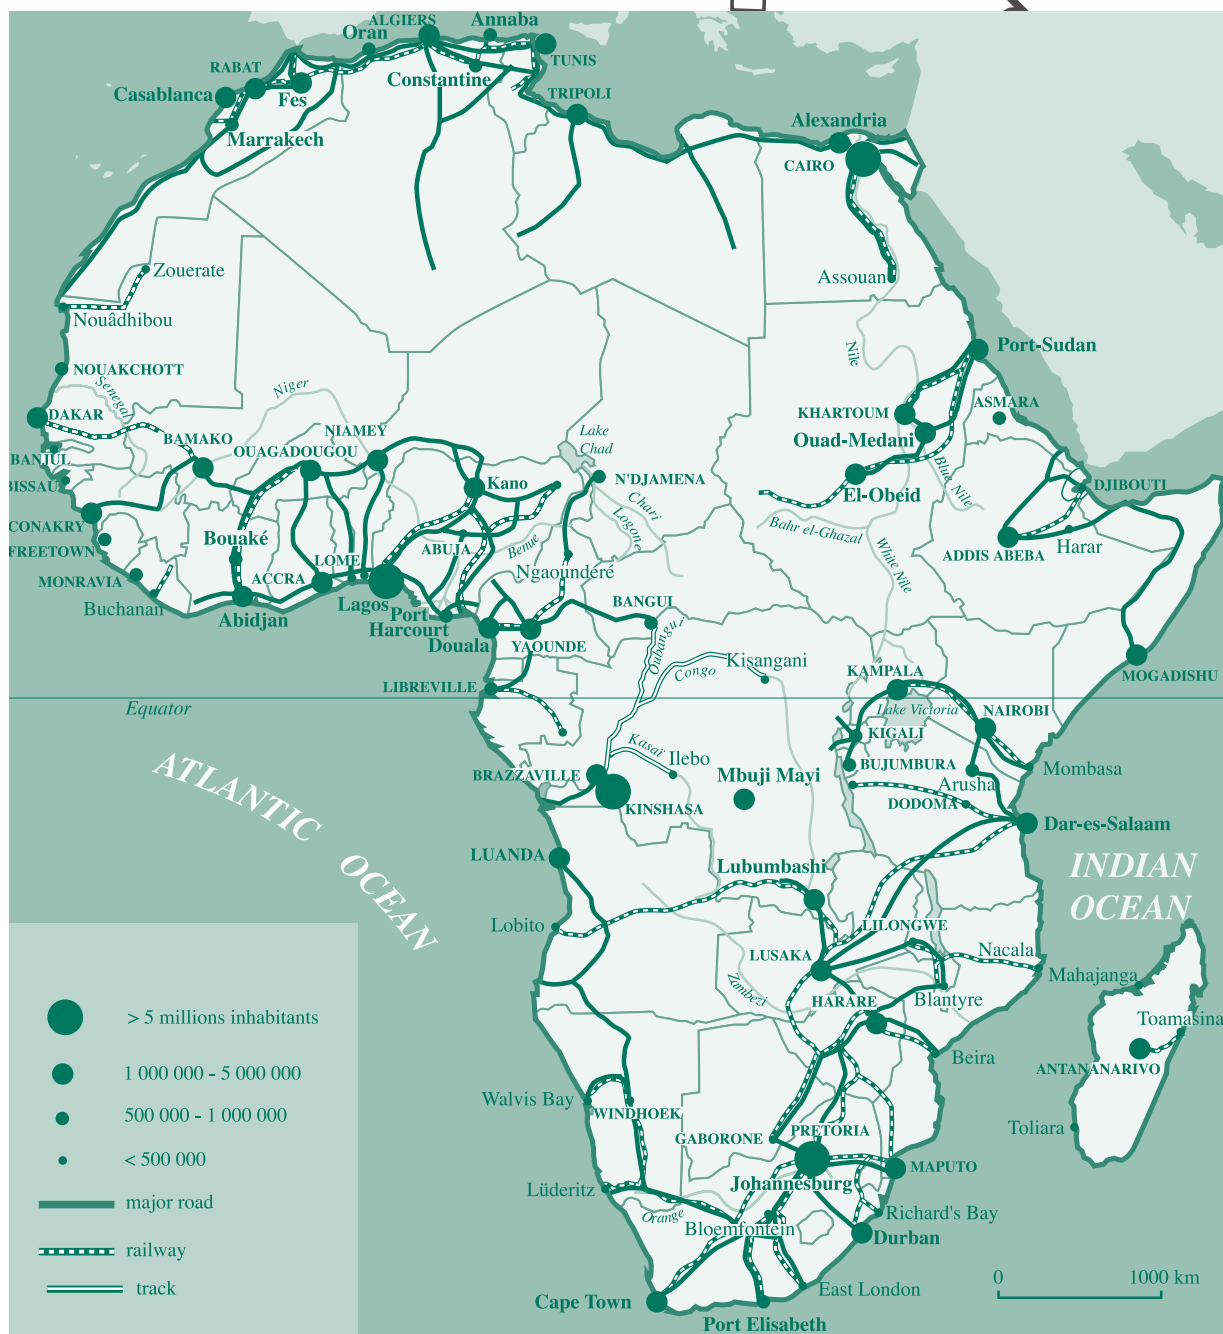 ALGIERS
Annaba
Oran
TUNIS
RABAT
Constantine
Casablanca
Fes
TRIPOLI
Alexandria
Marrakech
CAIRO
Zouerate
Assouan
Nouâdhibou
Nile
Port-Sudan
NOUAKCHOTT
Senegal
Niger
ASMARA
DAKAR
KHARTOUM
BAMAKO
NIAMEY
Lake
Chad
Ouad-Medani
OUAGADOUGOU
BANJUL
N'DJAMENA
Blue Nile
BISSAU
Kano
El-Obeid
DJIBOUTI
Chari
Logone
CONAKRY
Bahr el-Ghazal
Bouaké
FREETOWN
ABUJA
Benue
White Nile
ADDIS ABEBA
Harar
LOME
Ngaounderé
MONRAVIA
ACCRA
Buchanan
Lagos
BANGUI
Abidjan
Port
Harcourt
Douala
YAOUNDE
Oubangui
Congo
Kisangani
KAMPALA
MOGADISHU
LIBREVILLE
Equator
Lake Victoria
NAIROBI
KIGALI
Kasaï
Ilebo
BUJUMBURA
Mombasa
BRAZZAVILLE
Mbuji Mayi
Arusha
DODOMA
KINSHASA
ATLANTIC OCEAN
Dar-es-Salaam
LUANDA
Lubumbashi
INDIAN
OCEAN
Lobito
LILONGWE
LUSAKA
Nacala
Mahajanga
Zambezi
HARARE
Blantyre
Toamasina
> 5 millions inhabitants
Beira
ANTANANARIVO
1 000 000 - 5 000 000
Walvis Bay
WINDHOEK
500 000 - 1 000 000
GABORONE
PRETORIA
Toliara
< 500 000
MAPUTO
Johannesburg
Lüderitz
major road
Orange
Richard's Bay
Bloemfontein
Durban
railway
0 1000 km
track
East London
Cape Town
Port Elisabeth